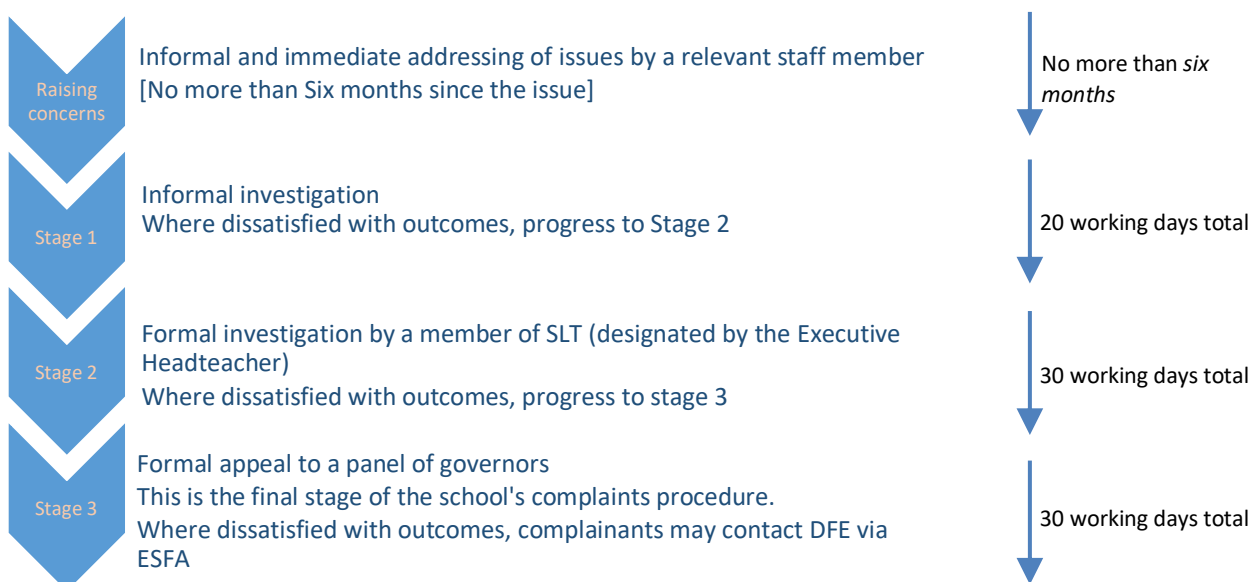 Raising
concerns
Informal and immediate addressing of issues by a relevant staff member
[No more than Six months since the issue]
No more than six
months
Stage 1
Informal investigation
Where dissatisfied with outcomes, progress to Stage 2
20 working days total
Stage 2
Formal investigation by a member of SLT (designated by the Executive
Headteacher)
Where dissatisfied with outcomes, progress to stage 3
30 working days total
Stage 3
Formal appeal to a panel of governors
This is the final stage of the school's complaints procedure.
Where dissatisfied with outcomes, complainants may contact DFE via
ESFA
30 working days total